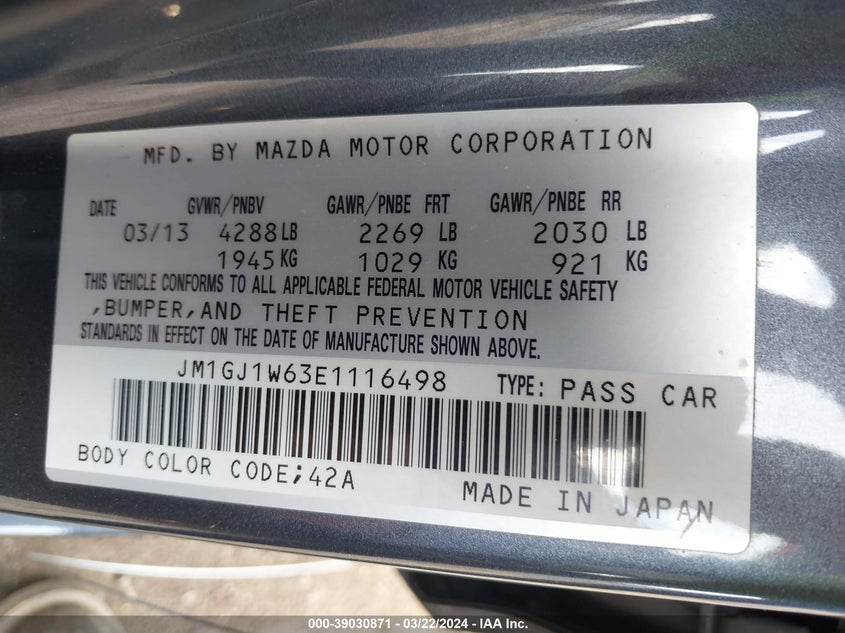 MFD. BY MAZDA MOTOR CORPORATION
DATE GVWR/PNBV GAWR/PNBE FRT GAWR/PNBE RR
03/13 4288 LB 2269 LB 2030 LB
1945 KG 1029 KG 921 KG
THIS VEHICLE CONFORMS TO ALL APPLICABLE FEDERAL MOTOR VEHICLE SAFETY
,BUMPER,AND THEFT PREVENTION
STANDARDS IN EFFECT ON THE DATE OF MANUFACTURE SHOWN ABOVE.
JM1GJ1W63E1116498 TYPE: PASS CAR
BODY COLOR CODE;42A MADE IN JAPAN
000-39030871 / 03/22/2024 - IAA Inc.